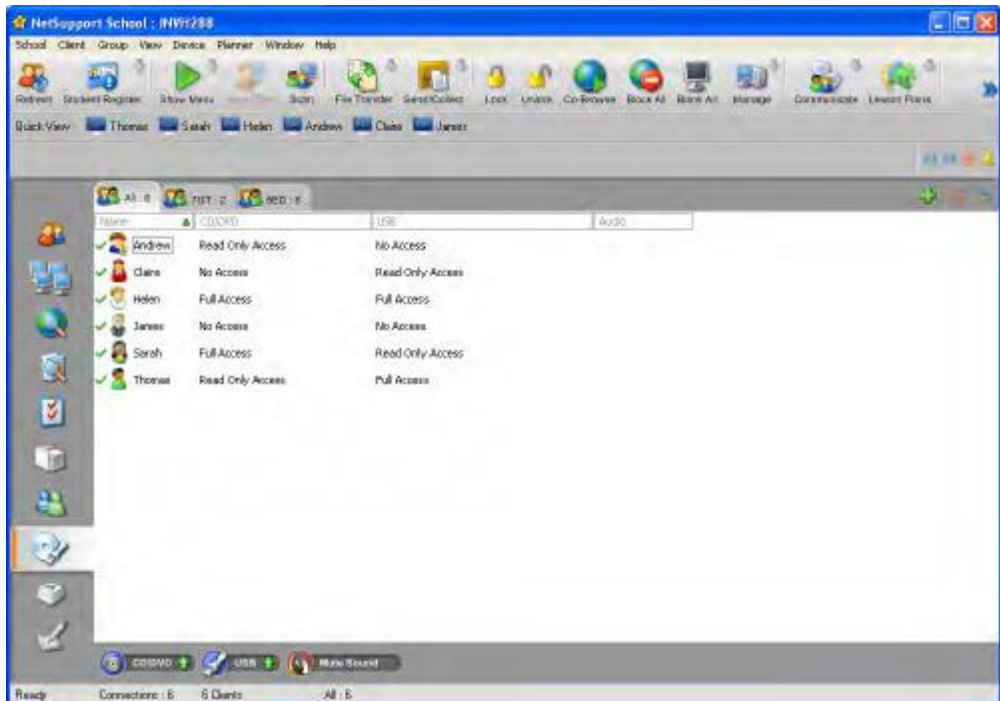 NetSupport School : INVH288
School Client Group View Device Planner Window Help
Refresh Student Register Show Menu Scan File Transfer Send/Collect Lock Unlock Co-Browse Block All Blank All Manage Communicate Lesson Plans
Quick View Thomas Sarah Helen Andrew Claire James
Name CD/DVD USB Audio
Andrew Read Only Access No Access
Claire No Access Read Only Access
Helen Full Access Full Access
James No Access No Access
Sarah Full Access Read Only Access
Thomas Read Only Access Full Access
CD/DVD USB Mute Sound
Ready Connections : 6 6 Clients All : 6